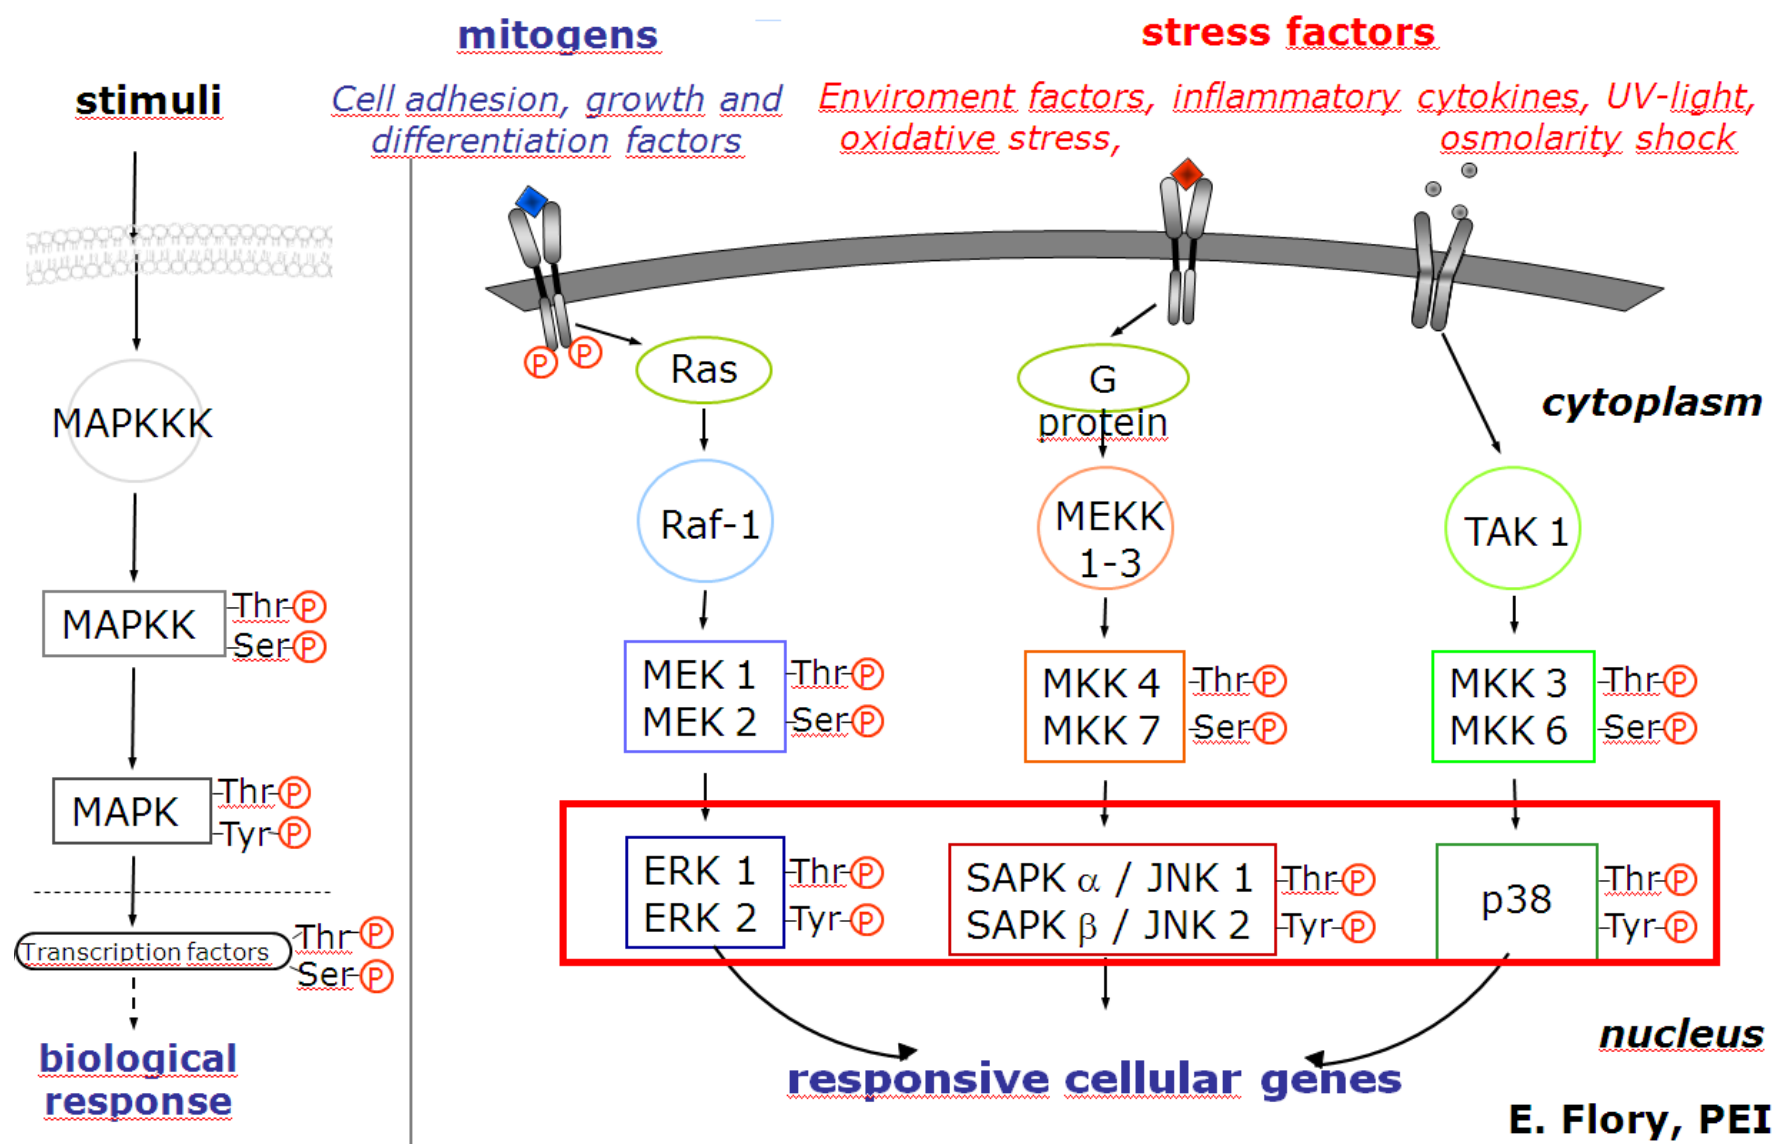 stimuli
MAPKKK
MAPKK
Thr P
Ser P
MAPK
Thr P
Tyr P
Transcription factors
Thr P
Ser P
biological
response
mitogens
Cell adhesion, growth and
differentiation factors
stress factors
Enviroment factors, inflammatory cytokines, UV-light,
oxidative stress, osmolarity shock
P P
Ras
G
protein
cytoplasm
Raf-1
MEKK
1-3
TAK 1
MEK 1 Thr P
MEK 2 Ser P
MKK 4 Thr P
MKK 7 Ser P
MKK 3 Thr P
MKK 6 Ser P
ERK 1 Thr P
ERK 2 Tyr P
SAPK α / JNK 1 Thr P
SAPK β / JNK 2 Tyr P
p38
Thr P
Tyr P
nucleus
responsive cellular genes
E. Flory, PEI